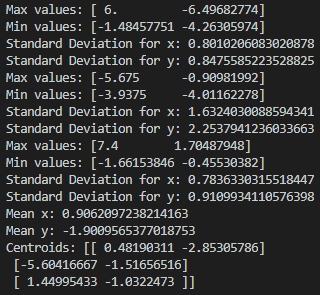 Max values: [ 6.         -6.49682774]
Min values: [-1.48457751 -4.26305974]
Standard Deviation for x: 0.8010206083020878
Standard Deviation for y: 0.8475585223528825
Max values: [-5.675      -0.90981992]
Min values: [-3.9375     -4.01162278]
Standard Deviation for x: 1.6324030088594341
Standard Deviation for y: 2.2537941236033663
Max values: [7.4        1.70487948]
Min values: [-1.66153846 -0.45530382]
Standard Deviation for x: 0.7836330315518447
Standard Deviation for y: 0.9109934110576398
Mean x: 0.9062097238214163
Mean y: -1.9009565377018753
Centroids: [[ 0.48190311 -2.85305786]
 [-5.60416667 -1.51656516]
 [ 1.44995433 -1.0322473 ]]